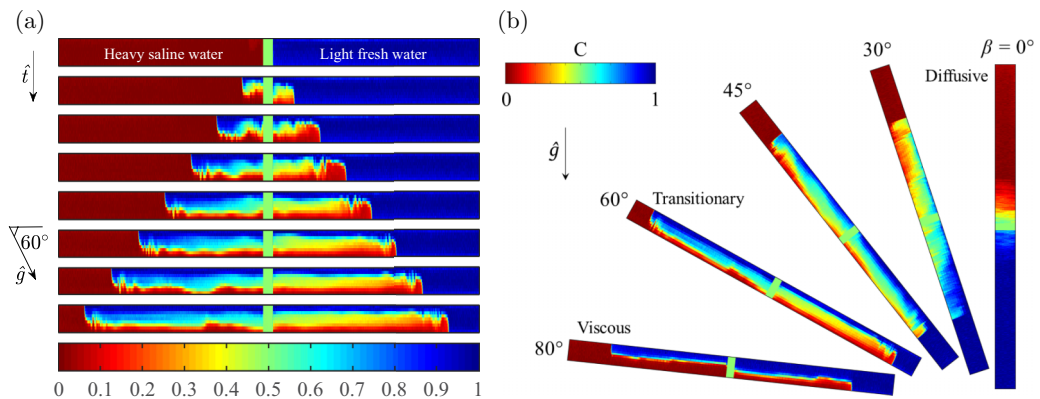 (a)
Heavy saline water
Light fresh water
t̂
60°
ĝ
0 0.1 0.2 0.3 0.4 0.5 0.6 0.7 0.8 0.9 1
(b)
C
0 1
ĝ
30°
β = 0°
Diffusive
45°
60°
Transitionary
Viscous
80°